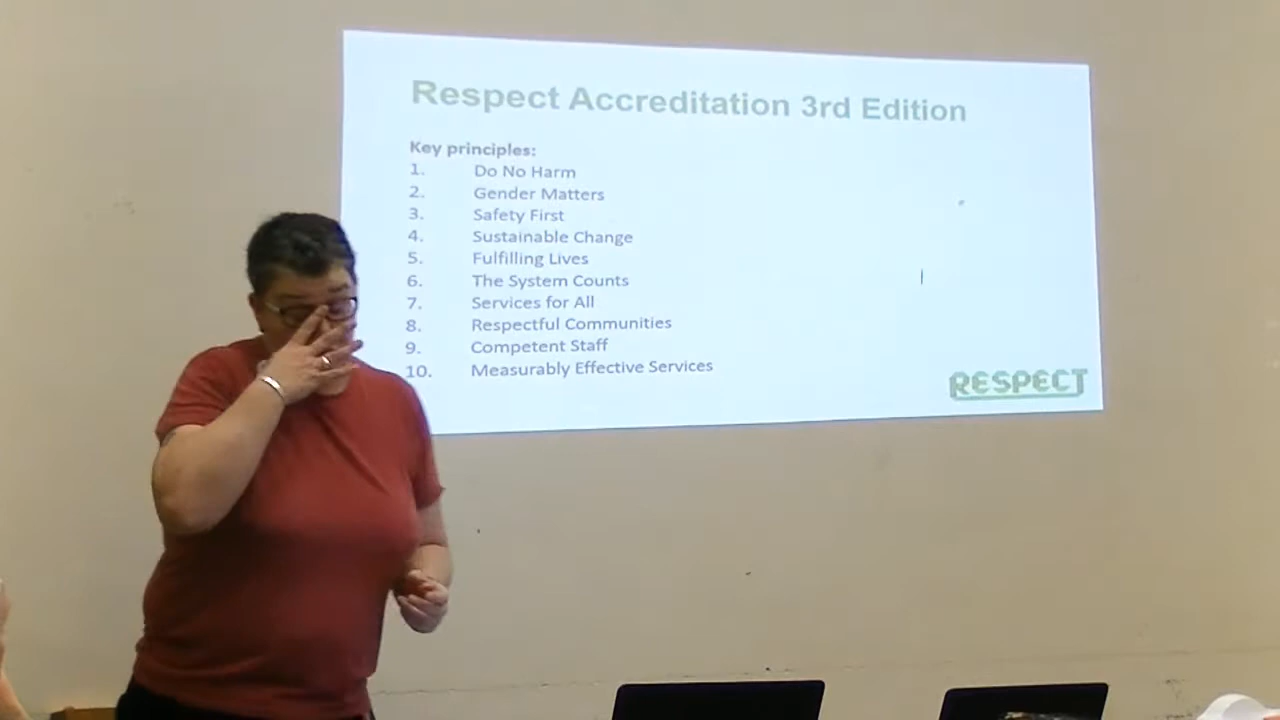 Respect Accreditation 3rd Edition
Key principles:
1. Do No Harm
2. Gender Matters
3. Safety First
4. Sustainable Change
5. Fulfilling Lives
6. The System Counts
7. Services for All
8. Respectful Communities
9. Competent Staff
10. Measurably Effective Services
RESPECT